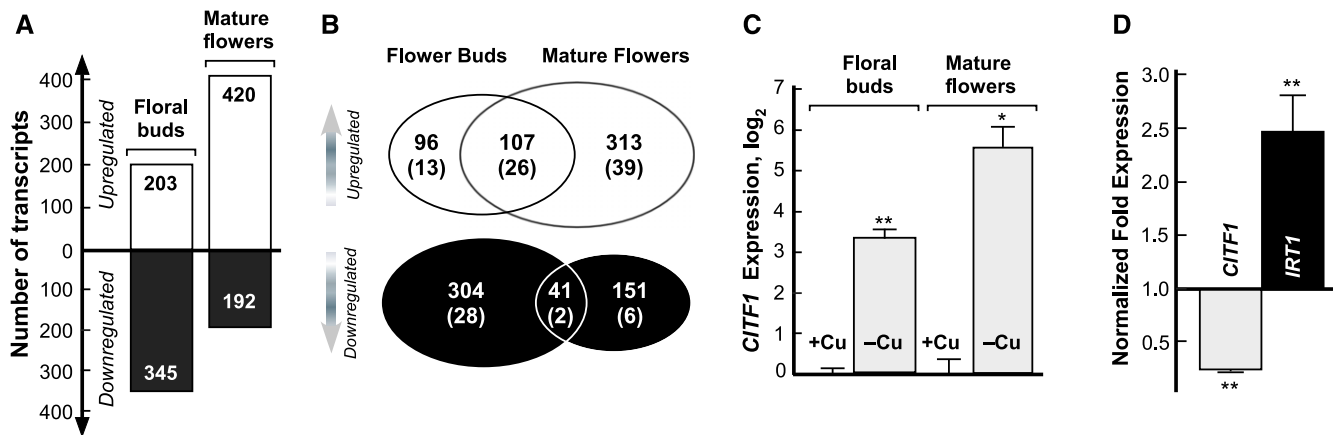 A
Number of transcripts
Upregulated
Downregulated
400
300
200
100
0
100
200
300
400
Floral
buds
Mature
flowers
203
420
345
192
B
Flower Buds
Mature Flowers
Upregulated
96
(13)
107
(26)
313
(39)
Downregulated
304
(28)
41
(2)
151
(6)
C
CITF1 Expression, log2
7
6
5
4
3
2
1
0
Floral
buds
Mature
flowers
**
*
+Cu
–Cu
+Cu
–Cu
D
Normalized Fold Expression
3.0
2.5
2.0
1.5
1.0
0.5
CITF1
IRT1
**
**